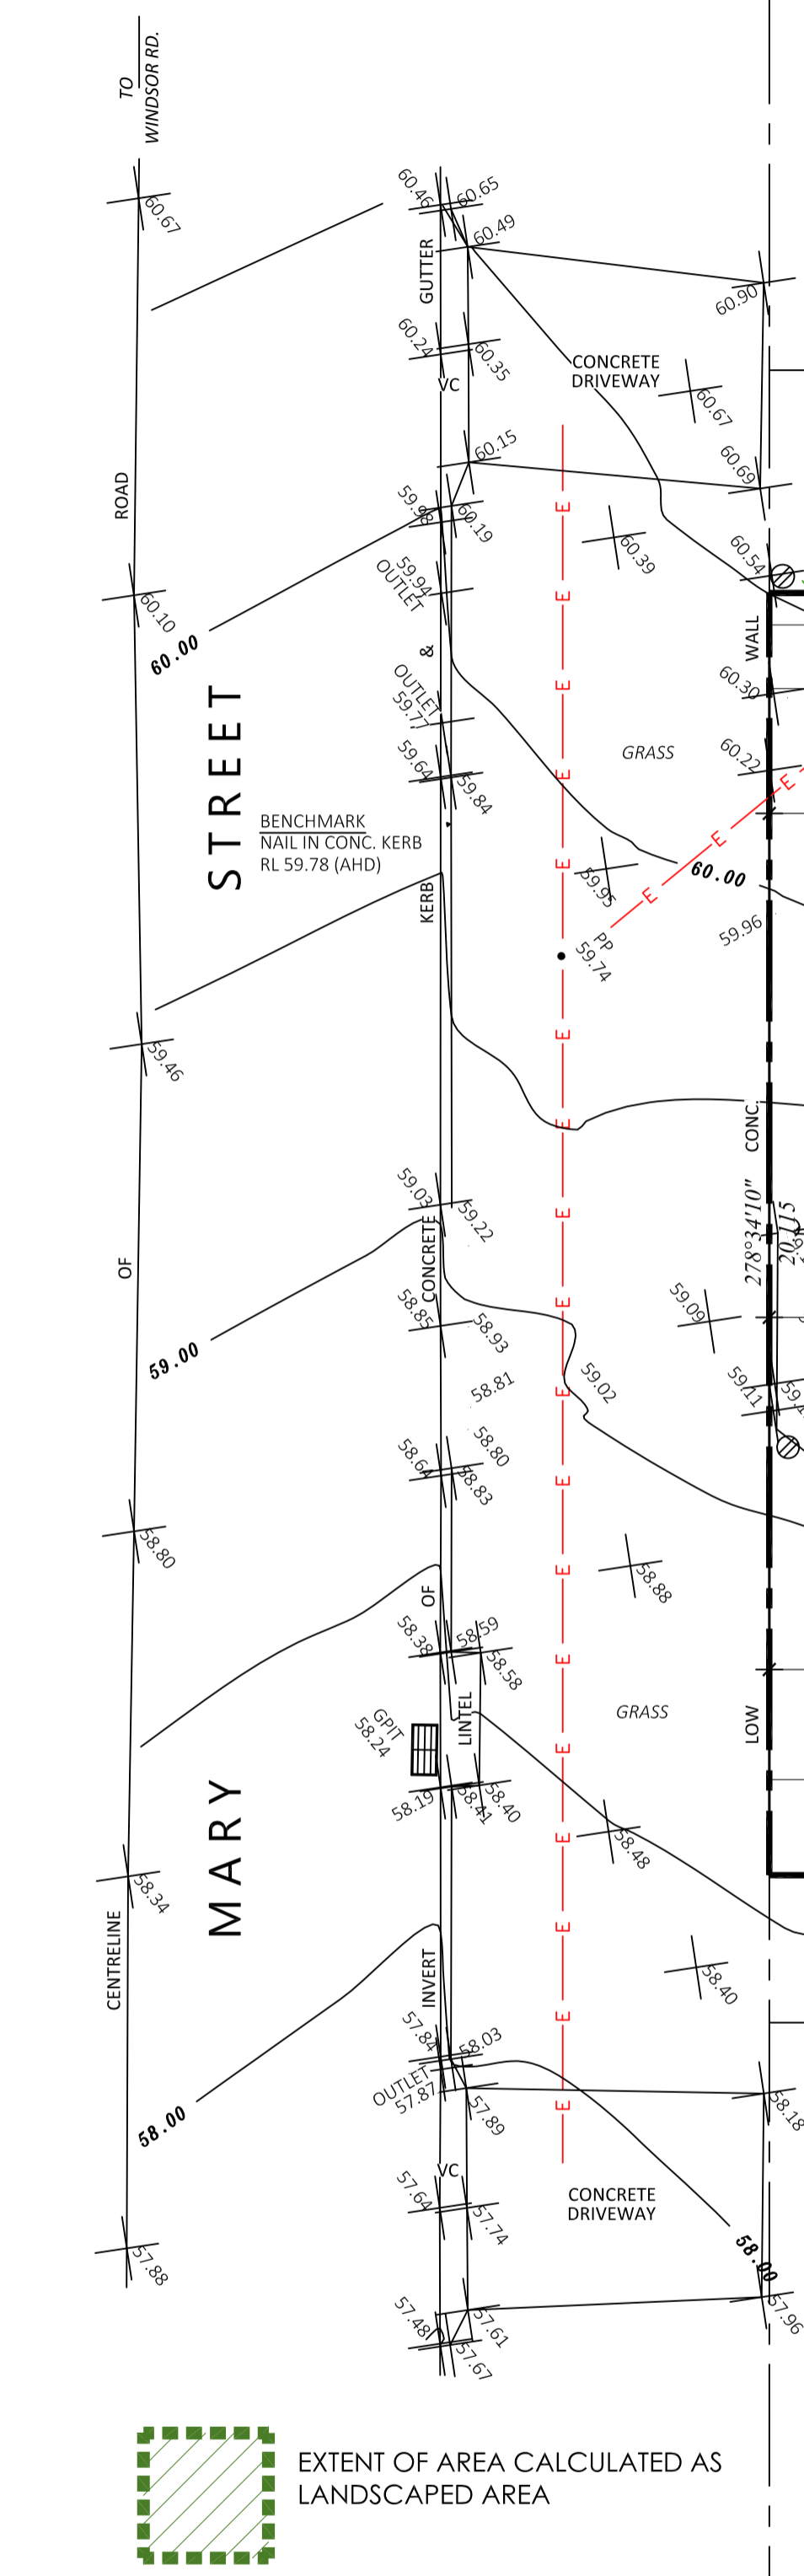 TO
WINDSOR RD.
60.67
60.46
60.65
60.49
GUTTER
60.90
60.24
60.35
CONCRETE
DRIVEWAY
VC
60.67
60.15
60.69
ROAD
59.98
60.19
60.39
60.54
59.94
OUTLET
E
E
60.10
60.00
WALL
&
OUTLET
59.77
60.30
E
STREET
GRASS
60.22
59.64
59.84
E
E
BENCHMARK
NAIL IN CONC. KERB
RL 59.78 (AHD)
E
E
59.95
60.00
KERB
E
59.96
PP
59.74
59.46
E
E
CONC.
59.03
59.22
E
278°34'10"
20.115
OF
CONCRETE
58.85
58.93
E
59.09
59.00
58.81
59.02
E
59.11
58.64
58.80
58.83
E
58.80
E
58.88
OF
58.38
58.59
58.58
E
GPIT
58.24
LINTEL
GRASS
LOW
E
58.19
58.41
58.40
E
58.48
MARY
58.34
E
CENTRELINE
INVERT
58.40
57.84
58.03
E
OUTLET
57.87
57.89
58.18
58.00
E
VC
57.64
57.74
CONCRETE
DRIVEWAY
57.88
58.00
57.48
57.61
57.67
57.96
EXTENT OF AREA CALCULATED AS
LANDSCAPED AREA